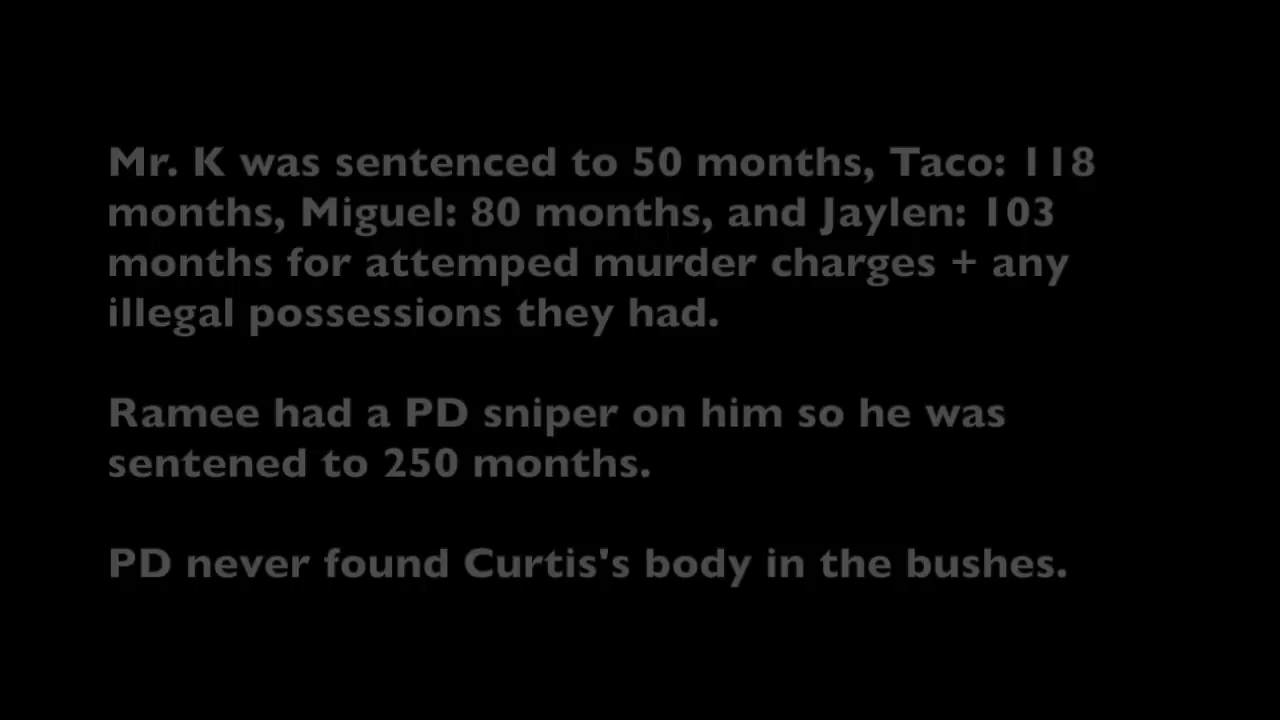 Mr. K was sentenced to 50 months, Taco: 118
months, Miguel: 80 months, and Jaylen: 103
months for attemped murder charges + any
illegal possessions they had.
Ramee had a PD sniper on him so he was
sentened to 250 months.
PD never found Curtis's body in the bushes.